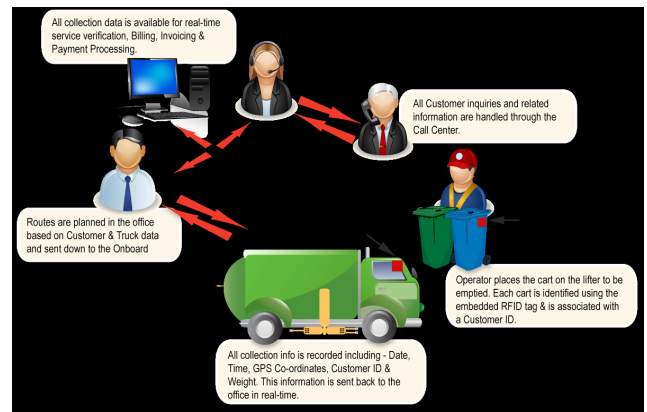 All collection data is available for real-time
service verification, Billing, Invoicing &
Payment Processing.
All Customer inquiries and related
information are handled through the
Call Center.
Routes are planned in the office
based on Customer & Truck data
and sent down to the Onboard
Operator places the cart on the lifter to be
emptied. Each cart is identified using the
embedded RFID tag & is associated with
a Customer ID.
All collection info is recorded including - Date,
Time, GPS Co-ordinates, Customer ID &
Weight. This information is sent back to the
office in real-time.